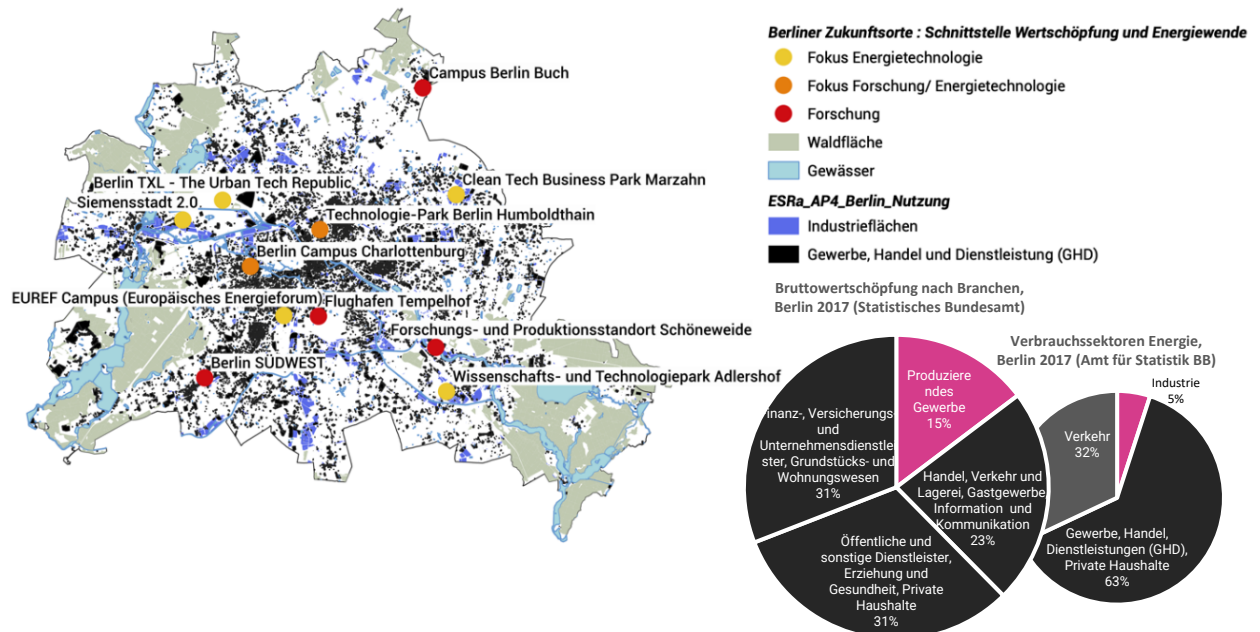 Campus Berlin Buch
Berlin TXL - The Urban Tech Republic
Clean Tech Business Park Marzahn
Siemensstadt 2.0
Technologie-Park Berlin Humboldthain
Berlin Campus Charlottenburg
EUREF Campus (Europäisches Energieforum)
Flughafen Tempelhof
Forschungs- und Produktionsstandort Schöneweide
Berlin SÜDWEST
Wissenschafts- und Technologiepark Adlershof
Berliner Zukunftsorte : Schnittstelle Wertschöpfung und Energiewende
Fokus Energietechnologie
Fokus Forschung/ Energietechnologie
Forschung
Waldfläche
Gewässer
ESRa_AP4_Berlin_Nutzung
Industrieflächen
Gewerbe, Handel und Dienstleistung (GHD)
Bruttowertschöpfung nach Branchen,
Berlin 2017 (Statistisches Bundesamt)
Produziere
ndes
Gewerbe
15%
Handel, Verkehr und
Lagerei, Gastgewerbe
Information und
Kommunikation
23%
Öffentliche und
sonstige Dienstleister,
Erziehung und
Gesundheit, Private
Haushalte
31%
inanz-, Versicherungs-
und
Unternehmensdienstle
ster, Grundstücks- und
Wohnungswesen
31%
Verbrauchssektoren Energie,
Berlin 2017 (Amt für Statistik BB)
Industrie
5%
Verkehr
32%
Gewerbe, Handel,
Dienstleistungen (GHD),
Private Haushalte
63%